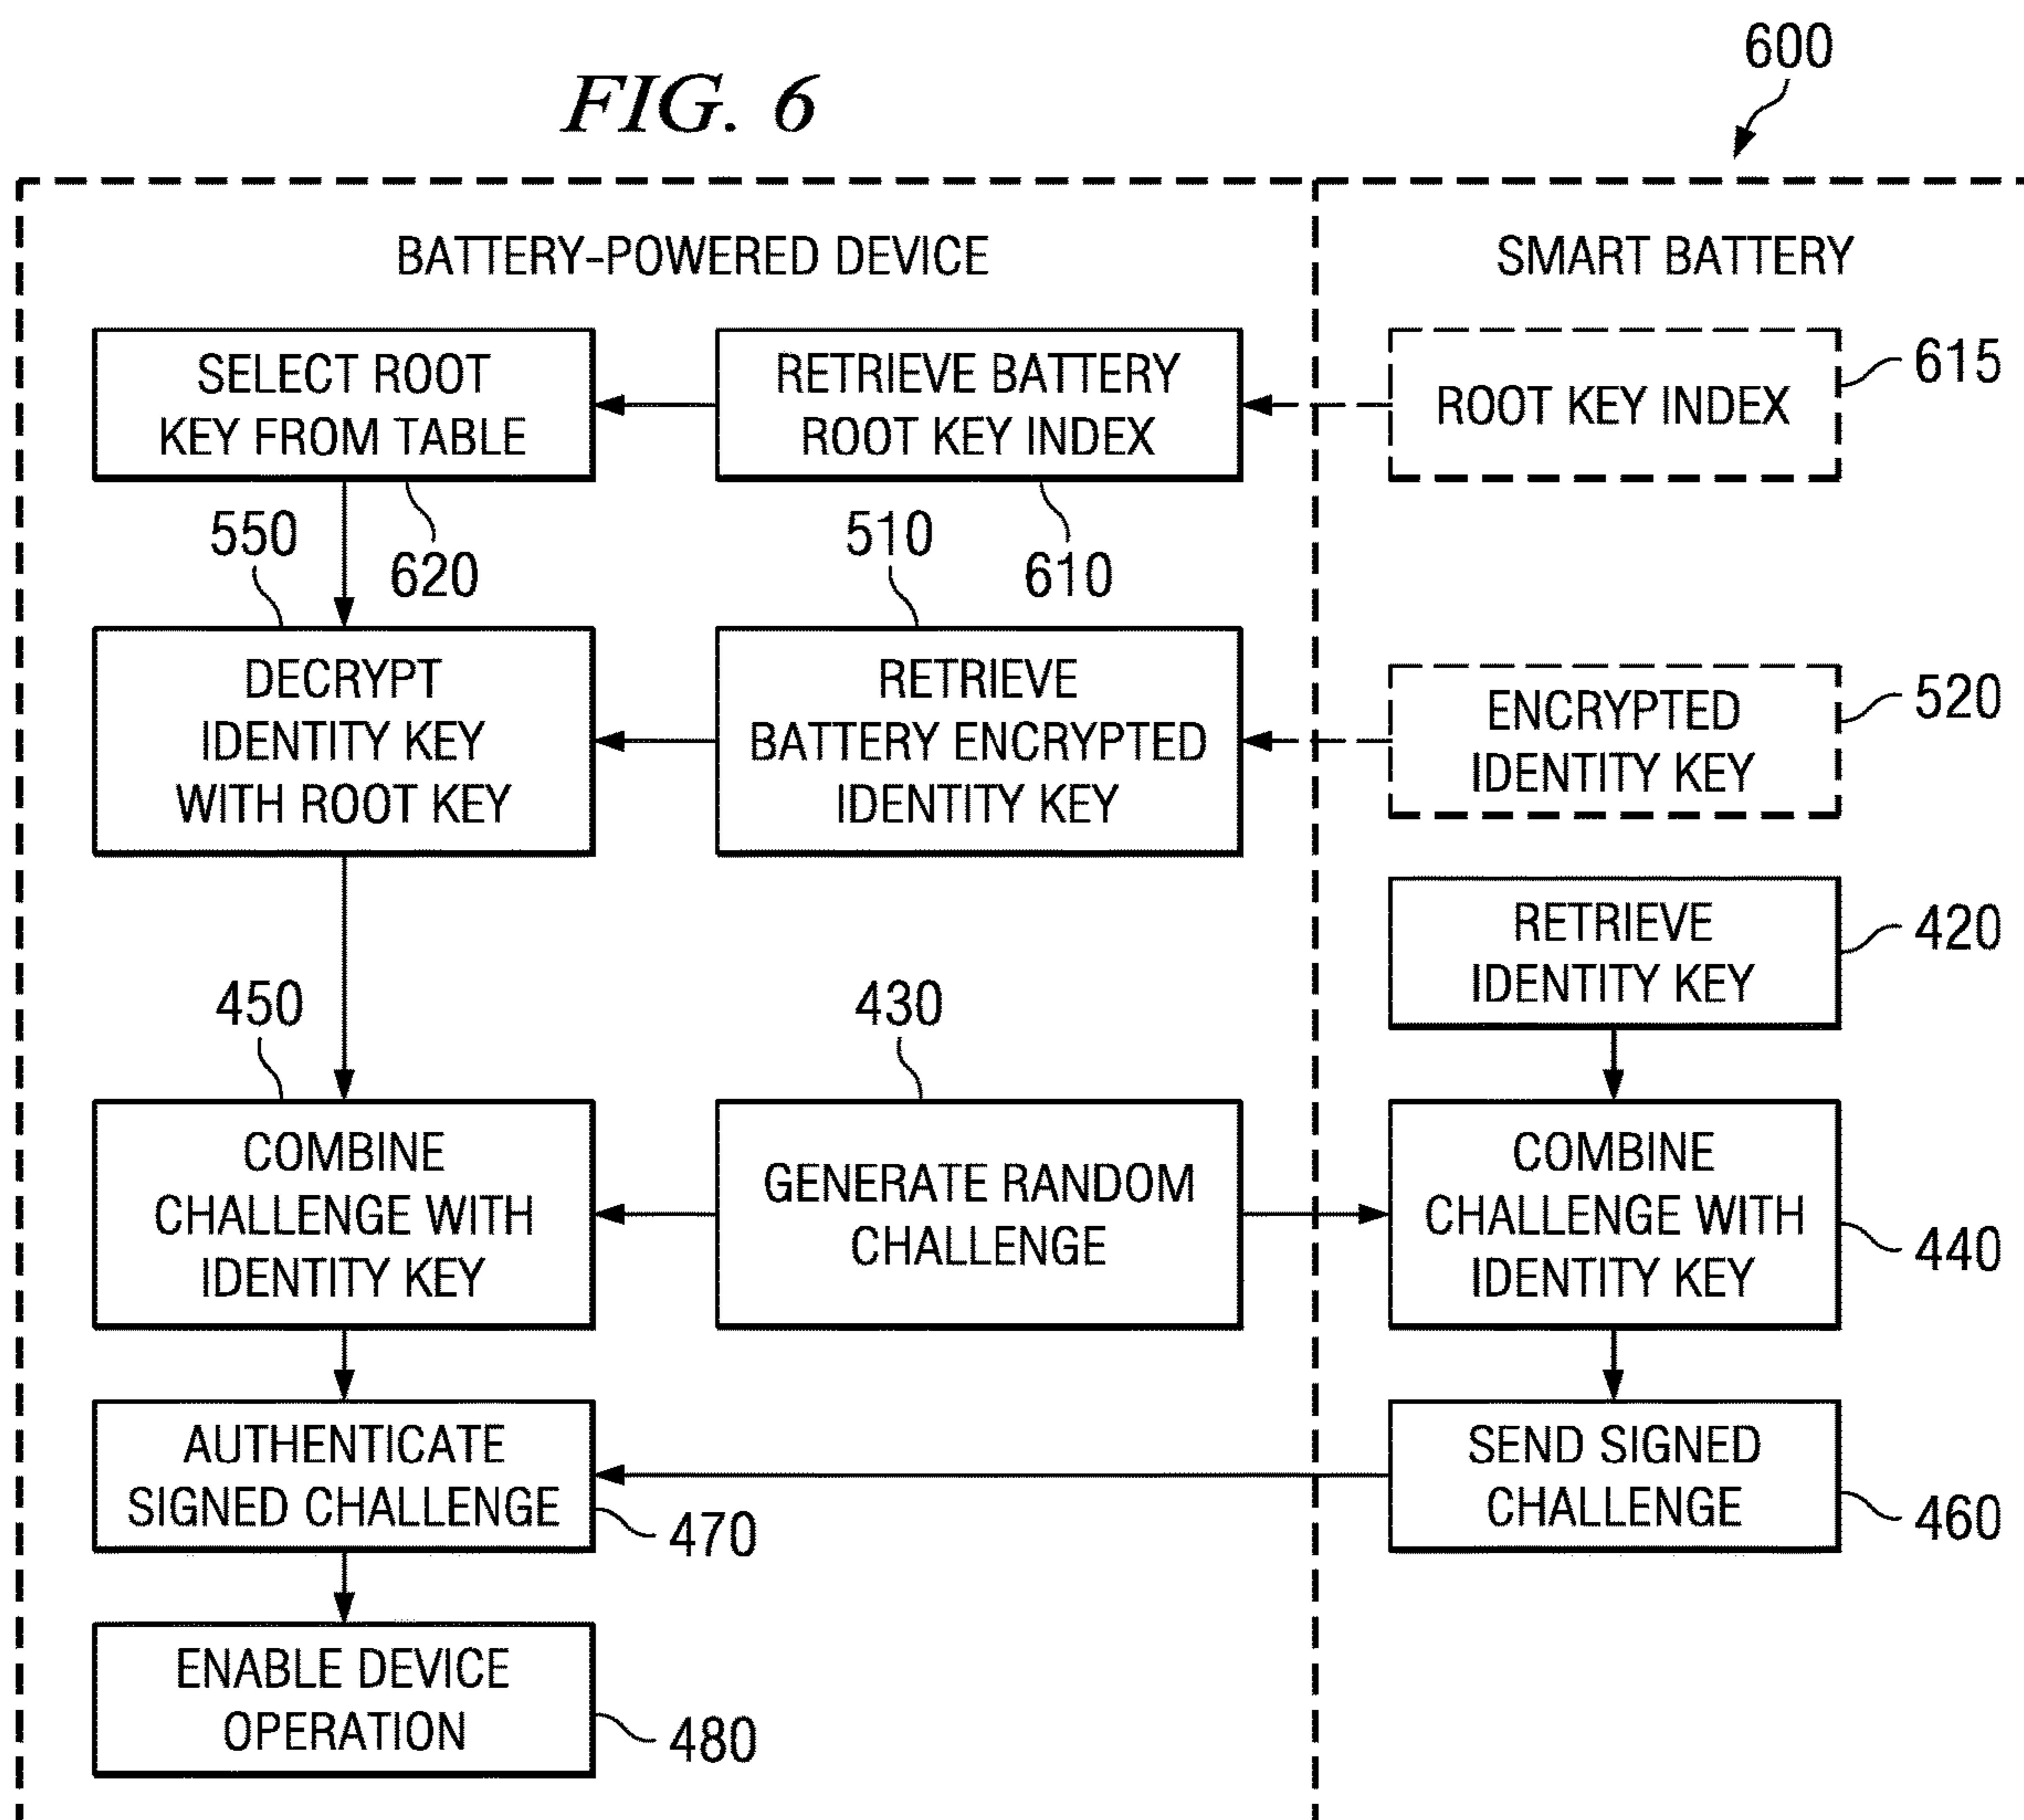 600
FIG. 6
BATTERY-POWERED DEVICE
SMART BATTERY
SELECT ROOT
KEY FROM TABLE
RETRIEVE BATTERY
ROOT KEY INDEX
ROOT KEY INDEX
615
550
620
510
610
DECRYPT
IDENTITY KEY
WITH ROOT KEY
RETRIEVE
BATTERY ENCRYPTED
IDENTITY KEY
ENCRYPTED
IDENTITY KEY
520
RETRIEVE
IDENTITY KEY
420
450
430
COMBINE
CHALLENGE WITH
IDENTITY KEY
GENERATE RANDOM
CHALLENGE
COMBINE
CHALLENGE WITH
IDENTITY KEY
440
AUTHENTICATE
SIGNED CHALLENGE
470
SEND SIGNED
CHALLENGE
460
ENABLE DEVICE
OPERATION
480